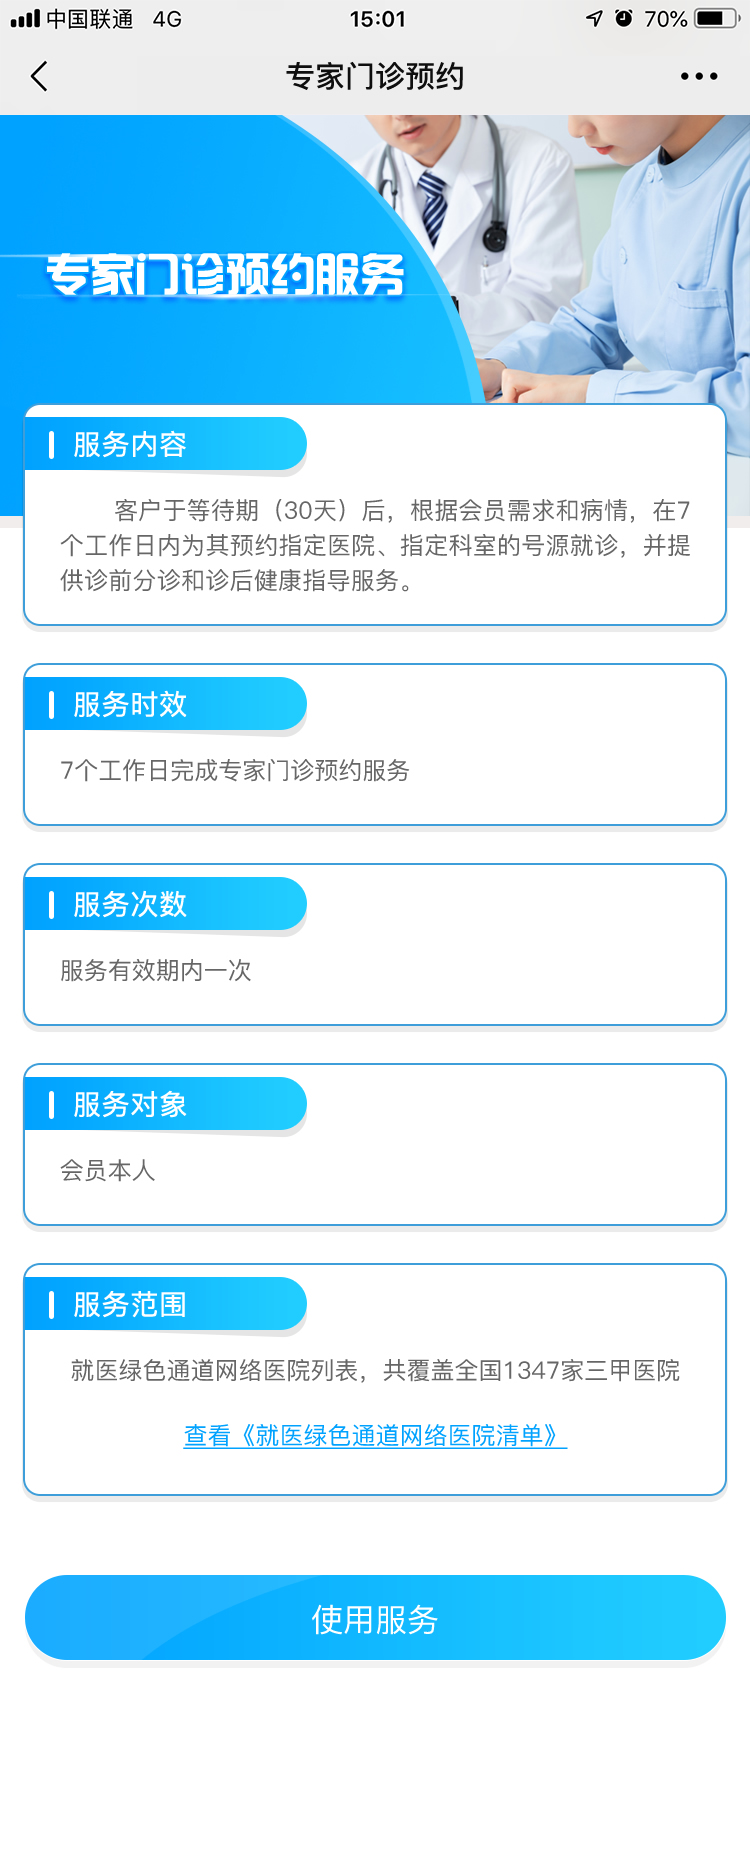 中国联通 4G 15:01 70%
专家门诊预约
专家门诊预约服务
服务内容
客户于等待期（30天）后，根据会员需求和病情，在7
个工作日内为其预约指定医院、指定科室的号源就诊，并提
供诊前分诊和诊后健康指导服务。
服务时效
7个工作日完成专家门诊预约服务
服务次数
服务有效期内一次
服务对象
会员本人
服务范围
就医绿色通道网络医院列表，共覆盖全国1347家三甲医院
查看《就医绿色通道网络医院清单》
使用服务